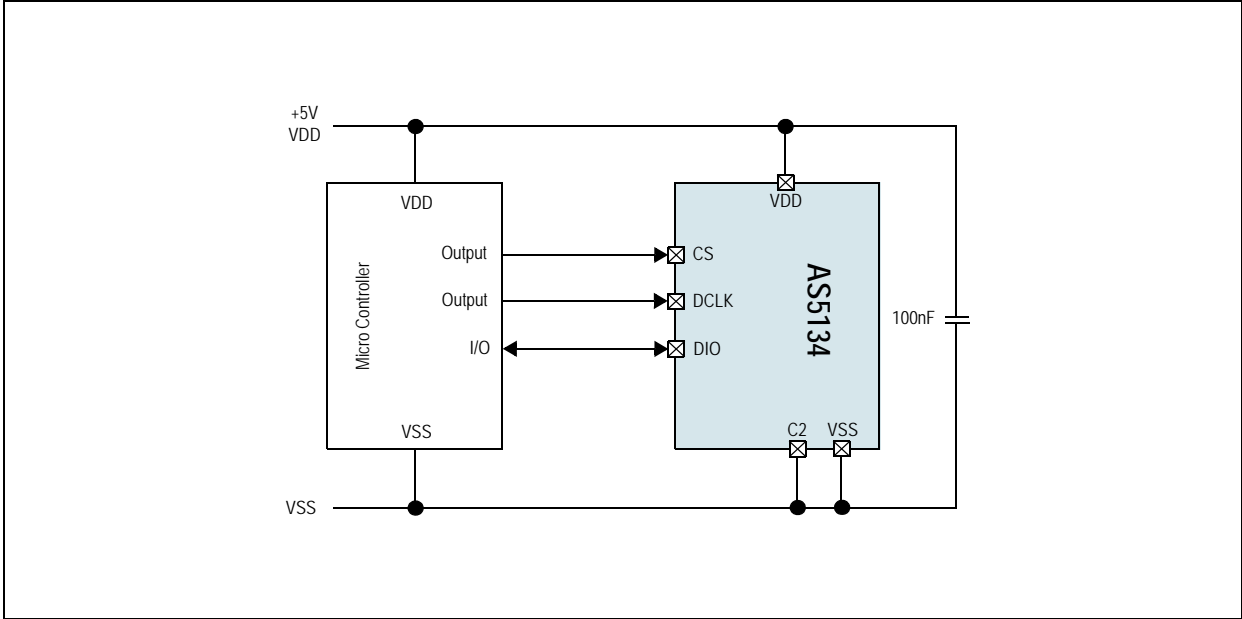 +5V
VDD
VDD
VDD
Output
CS
Output
DCLK
I/O
DIO
Micro Controller
AS5134
100nF
VSS
C2
VSS
VSS